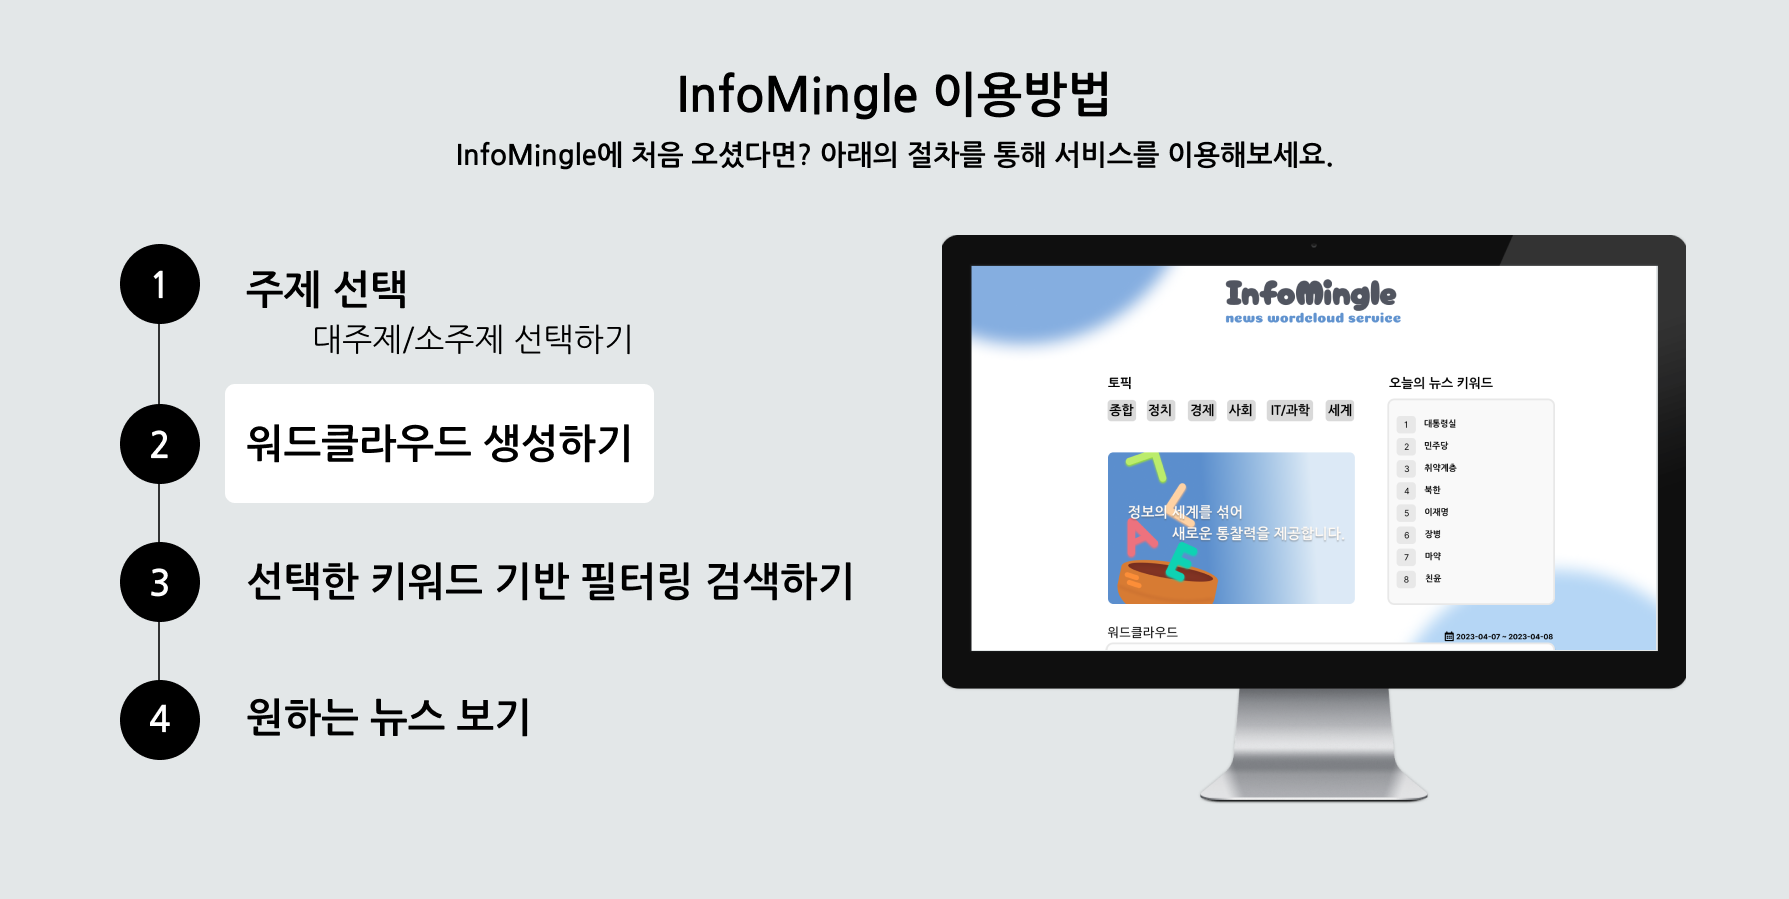 InfoMingle 이용방법
InfoMingle에 처음 오셨다면? 아래의 절차를 통해 서비스를 이용해보세요.
1 주제 선택
대주제/소주제 선택하기
2 워드클라우드 생성하기
3 선택한 키워드 기반 필터링 검색하기
4 원하는 뉴스 보기
InfoMingle
news wordcloud service
토픽
종합 정치 경제 사회 IT/과학 세계
정보의 세계를 섞어
새로운 통찰력을 제공합니다.
A
E
오늘의 뉴스 키워드
1 대통령실
2 민주당
3 취약계층
4 북한
5 이재명
6 장병
7 마약
8 친윤
워드클라우드
2023-04-07 ~ 2023-04-08